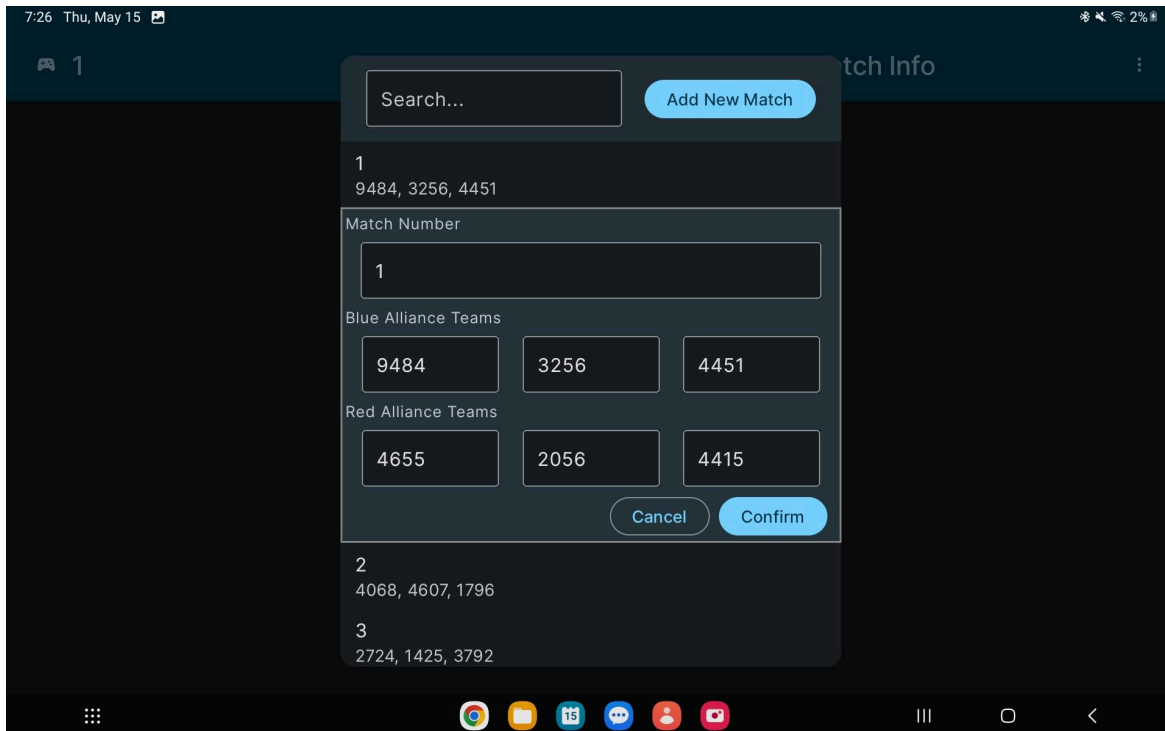 7:26 Thu, May 15 2%
1 tch Info
Search... Add New Match
1
9484, 3256, 4451
Match Number
1
Blue Alliance Teams
9484 3256 4451
Red Alliance Teams
4655 2056 4415
Cancel Confirm
2
4068, 4607, 1796
3
2724, 1425, 3792
15